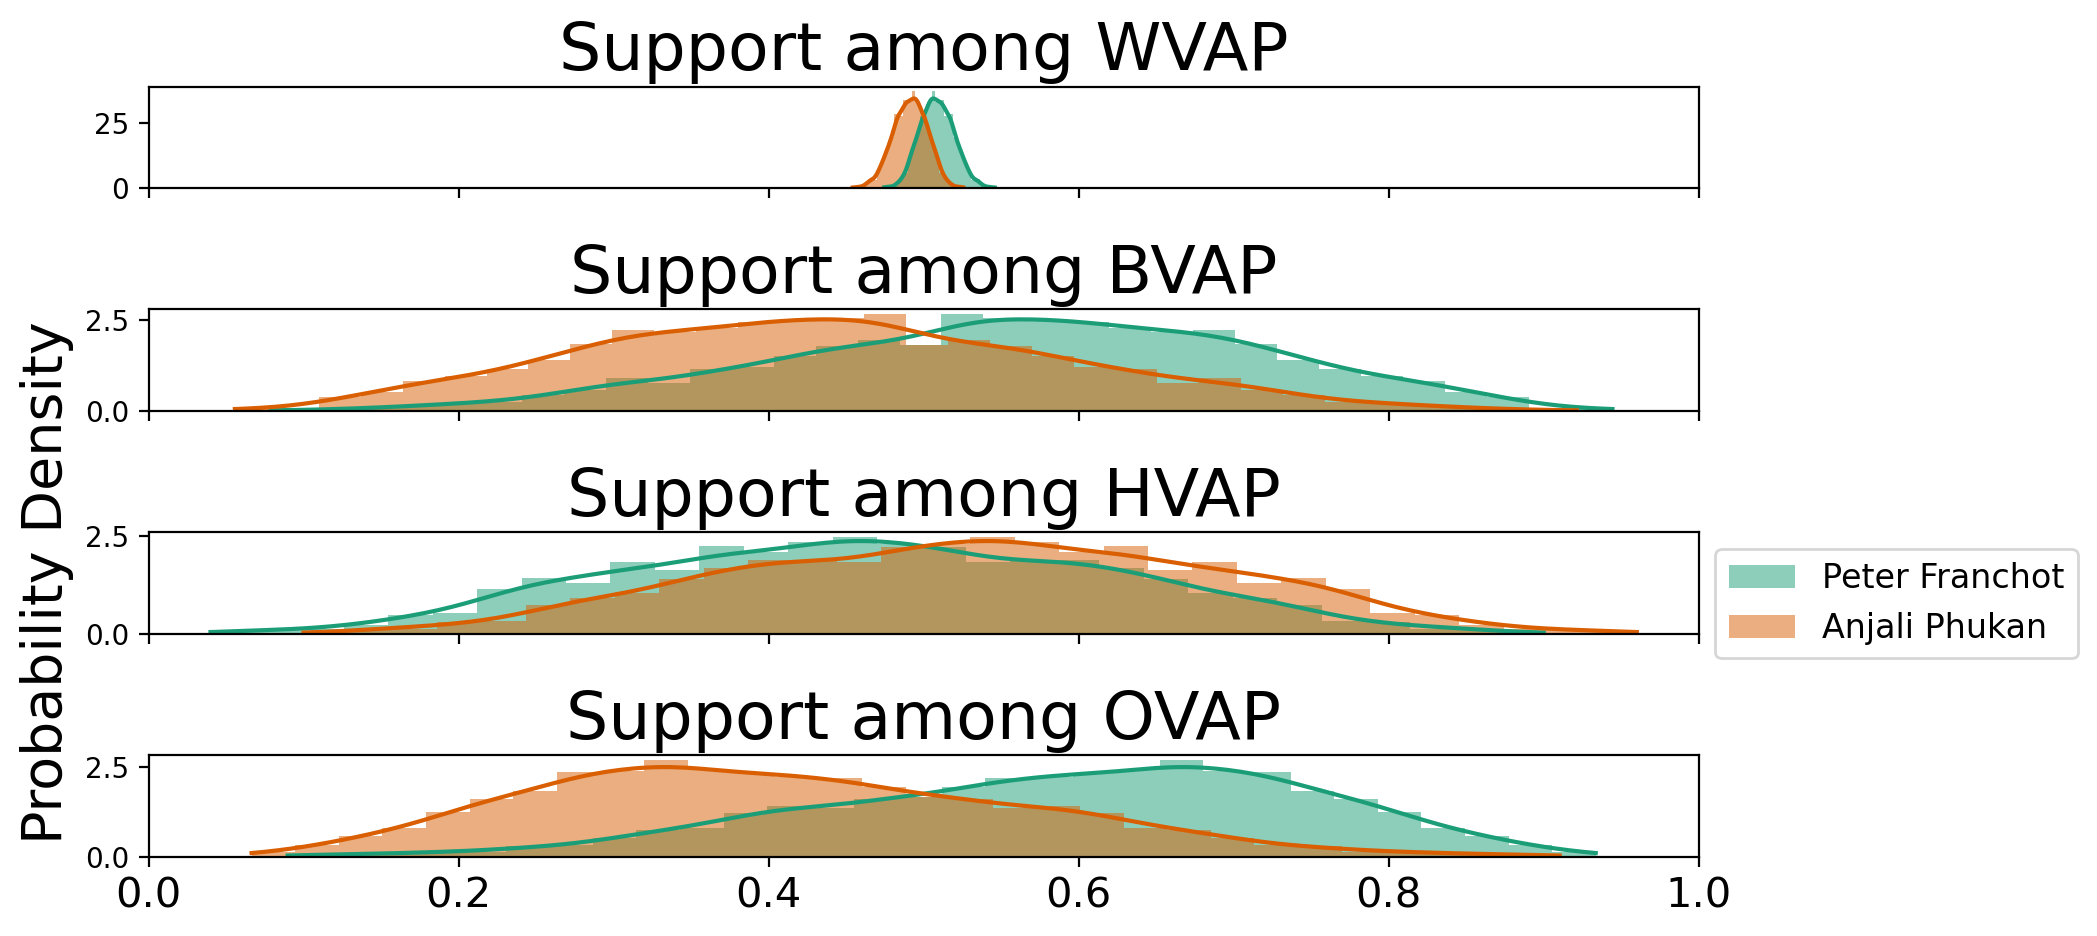 Support among WVAP
25
0
Support among BVAP
2.5
0.0
Support among HVAP
2.5
0.0
Support among OVAP
2.5
0.0
0.0 0.2 0.4 0.6 0.8 1.0
Probability Density
Peter Franchot
Anjali Phukan